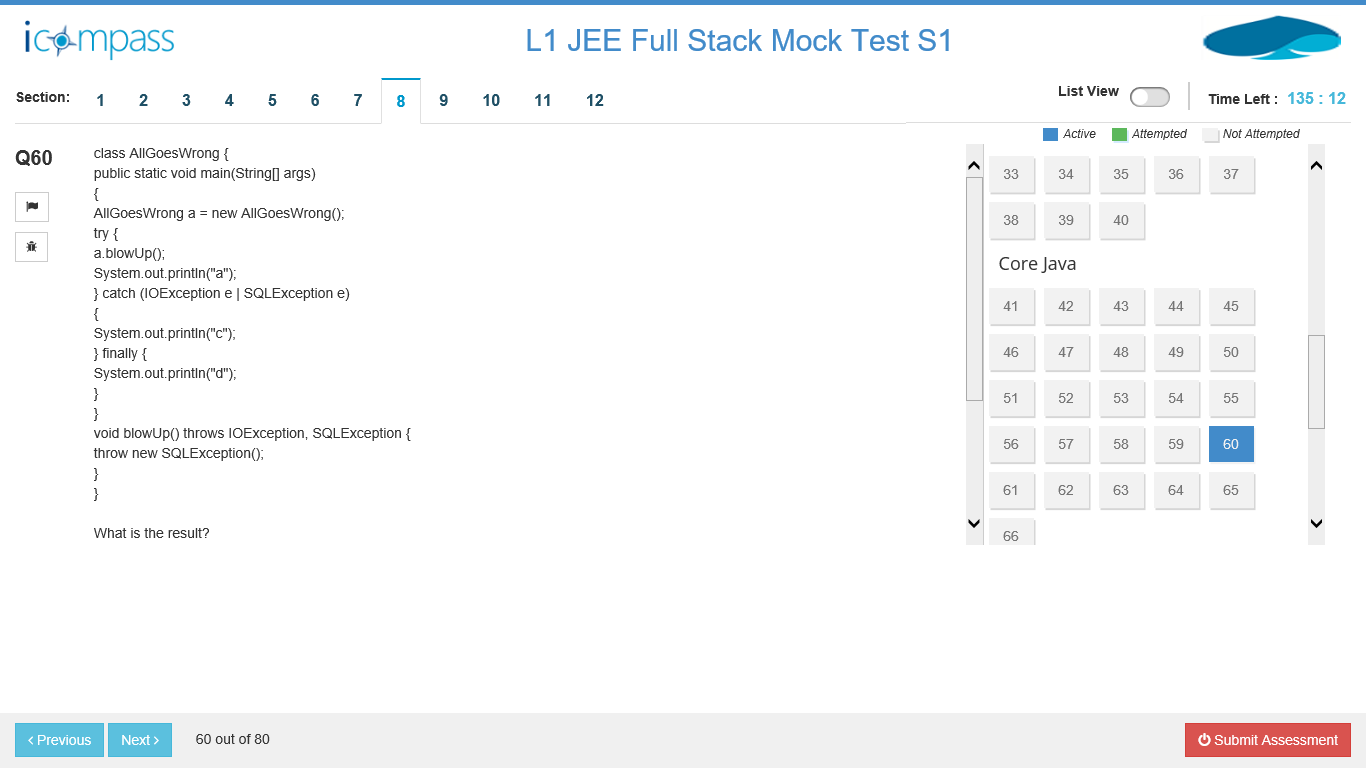 icompass
L1 JEE Full Stack Mock Test S1
Section: 1 2 3 4 5 6 7 8 9 10 11 12
List View
Time Left : 135 : 12
Active Attempted Not Attempted
Q60
class AllGoesWrong {
public static void main(String[] args)
{
AllGoesWrong a = new AllGoesWrong();
try {
a.blowUp();
System.out.println("a");
} catch (IOException e | SQLException e)
{
System.out.println("c");
} finally {
System.out.println("d");
}
}
void blowUp() throws IOException, SQLException {
throw new SQLException();
}
}
What is the result?
33 34 35 36 37
38 39 40
Core Java
41 42 43 44 45
46 47 48 49 50
51 52 53 54 55
56 57 58 59 60
61 62 63 64 65
66
‹ Previous
Next ›
60 out of 80
Submit Assessment